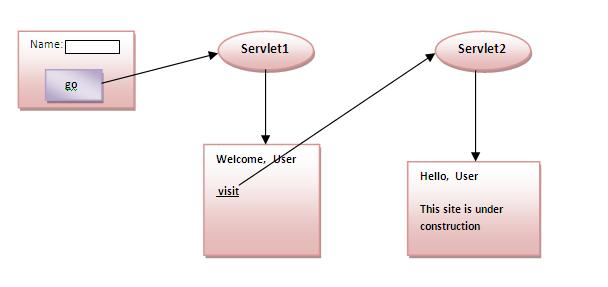 Name:
go
Servlet1
Servlet2
Welcome, User
visit
Hello, User
This site is under
construction